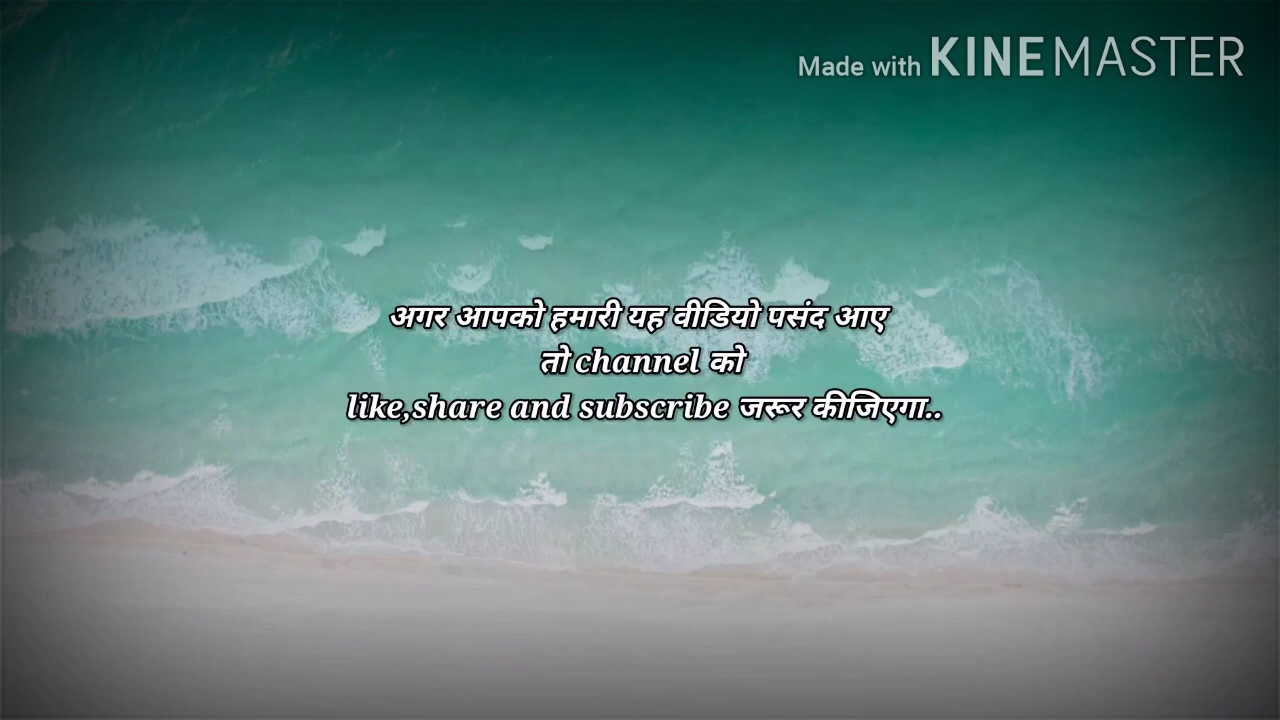 Made with KINEMASTER
अगर आपको हमारी यह वीडियो पसंद आए
तो channel को
like,share and subscribe जरूर कीजिएगा..